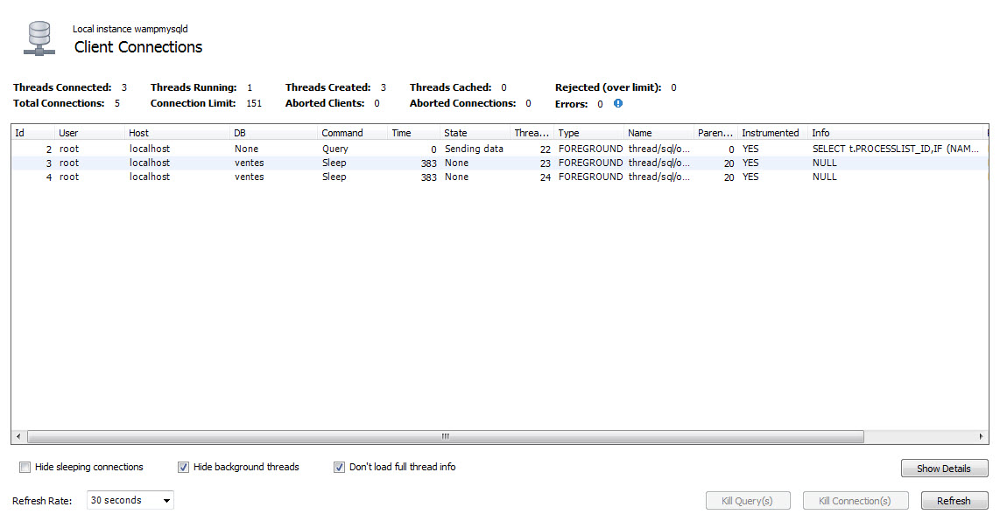 Local instance wampmysqld
Client Connections
Threads Connected: 3 Threads Running: 1 Threads Created: 3 Threads Cached: 0 Rejected (over limit): 0
Total Connections: 5 Connection Limit: 151 Aborted Clients: 0 Aborted Connections: 0 Errors: 0
Id User Host DB Command Time State Threa... Type Name Paren... Instrumented Info
2 root localhost None Query 0 Sending data 22 FOREGROUND thread/sql/o... 0 YES SELECT t.PROCESSLIST_ID,IF (NAM...
3 root localhost ventes Sleep 383 None 23 FOREGROUND thread/sql/o... 20 YES NULL
4 root localhost ventes Sleep 383 None 24 FOREGROUND thread/sql/o... 20 YES NULL
Hide sleeping connections Hide background threads Don't load full thread info Show Details
Refresh Rate: 30 seconds Kill Query(s) Kill Connection(s) Refresh